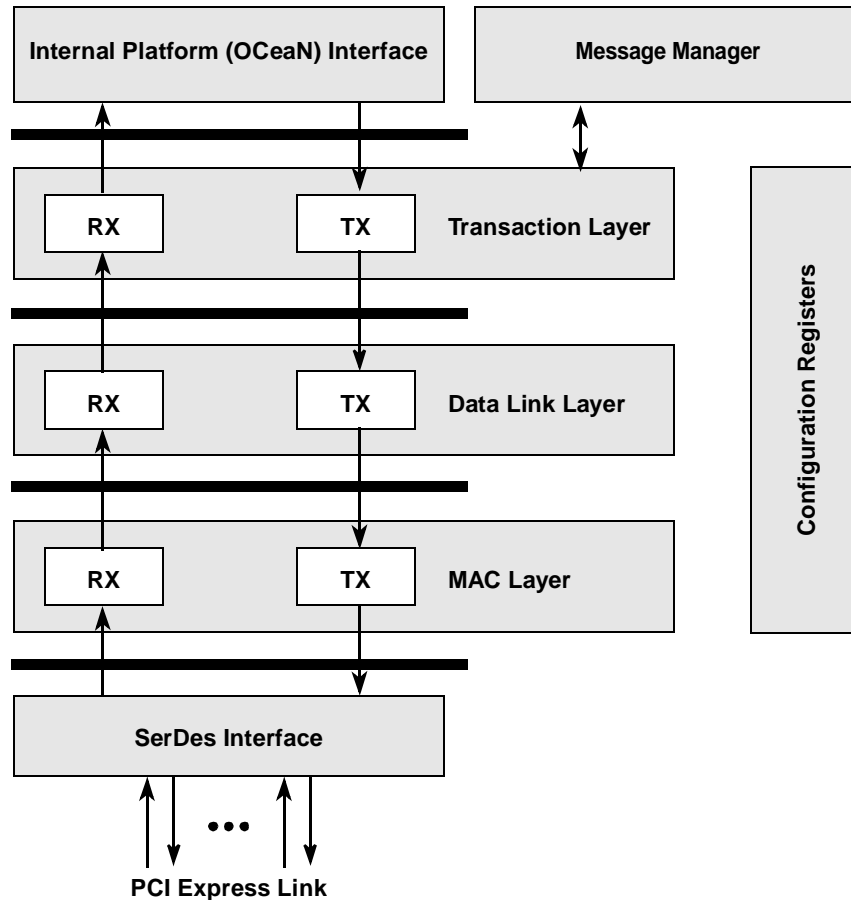 Internal Platform (OCeaN) Interface
Message Manager
RX
TX
Transaction Layer
RX
TX
Data Link Layer
RX
TX
MAC Layer
Configuration Registers
SerDes Interface
PCI Express Link